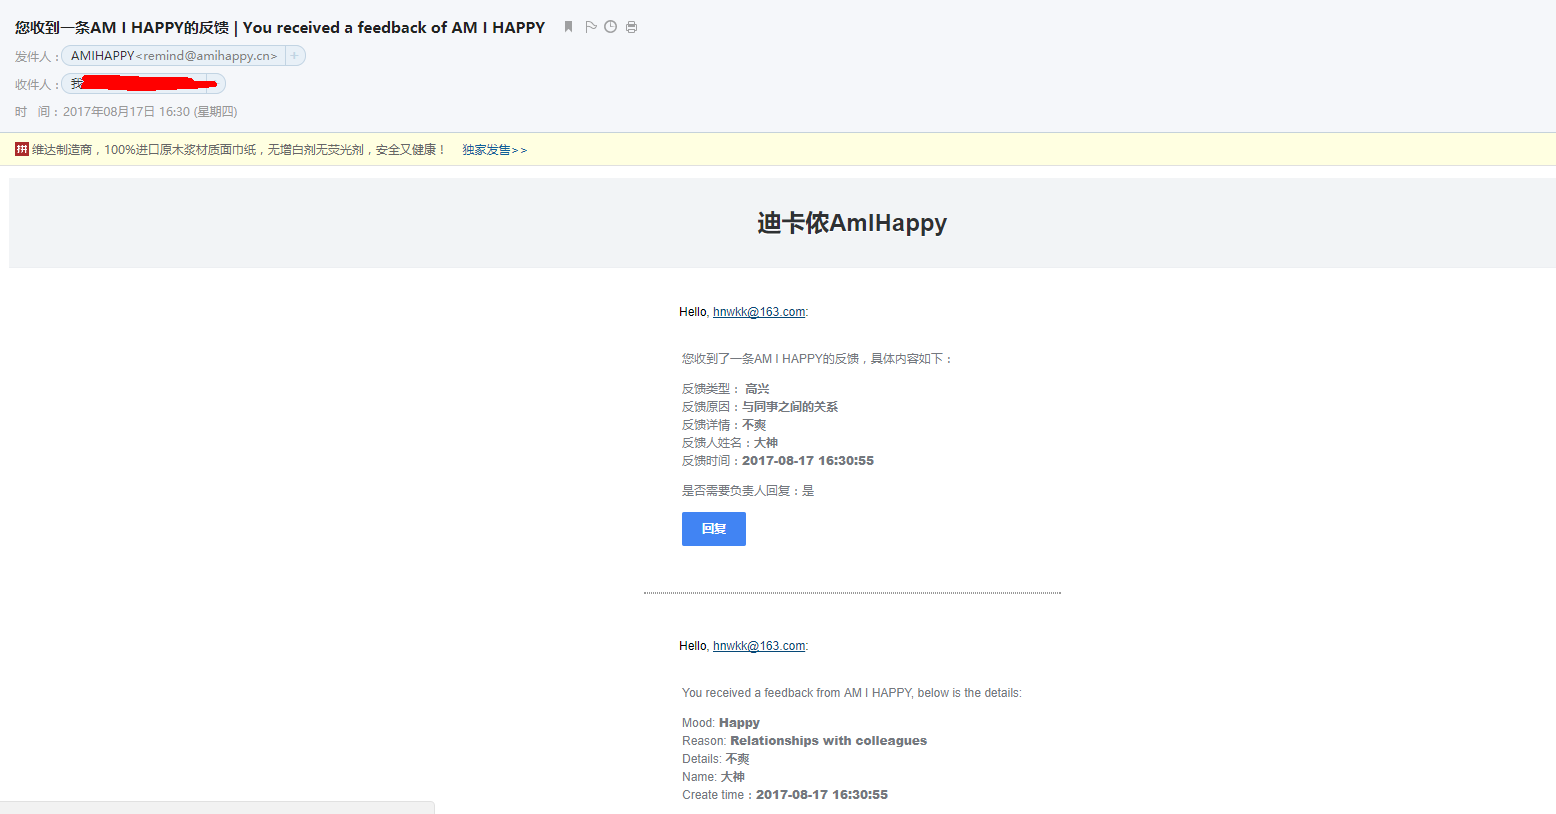 您收到一条AM I HAPPY的反馈 | You received a feedback of AM I HAPPY
发件人：AMIHAPPY<remind@amihappy.cn> +
收件人：我
时 间：2017年08月17日 16:30 (星期四)
拼 维达制造商，100%进口原木浆材质面巾纸，无增白剂无荧光剂，安全又健康！ 独家发售>>
迪卡侬AmIHappy
Hello, hnwkk@163.com:
您收到了一条AM I HAPPY的反馈，具体内容如下：
反馈类型： 高兴
反馈原因：与同事之间的关系
反馈详情：不爽
反馈人姓名：大神
反馈时间：2017-08-17 16:30:55
是否需要负责人回复：是
回复
Hello, hnwkk@163.com:
You received a feedback from AM I HAPPY, below is the details:
Mood: Happy
Reason: Relationships with colleagues
Details: 不爽
Name: 大神
Create time：2017-08-17 16:30:55